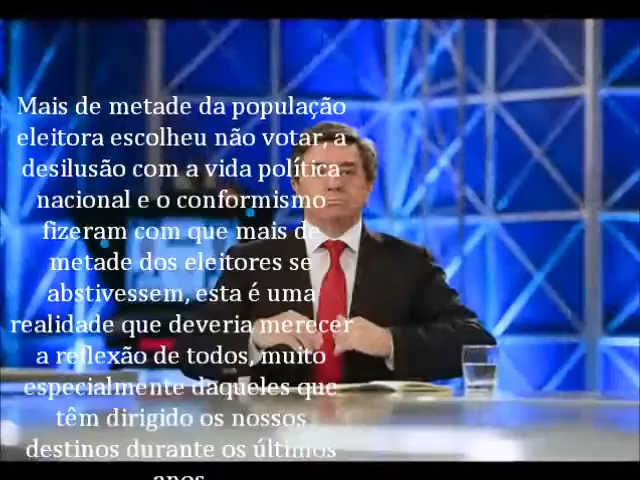 Mais de metade da população
eleitora escolheu não votar, a
desilusão com a vida política
nacional e o conformismo
fizeram com que mais de
metade dos eleitores se
abstivessem, esta é uma
realidade que deveria merecer
a reflexão de todos, muito
especialmente daqueles que
têm dirigido os nossos
destinos durante os últimos
anos